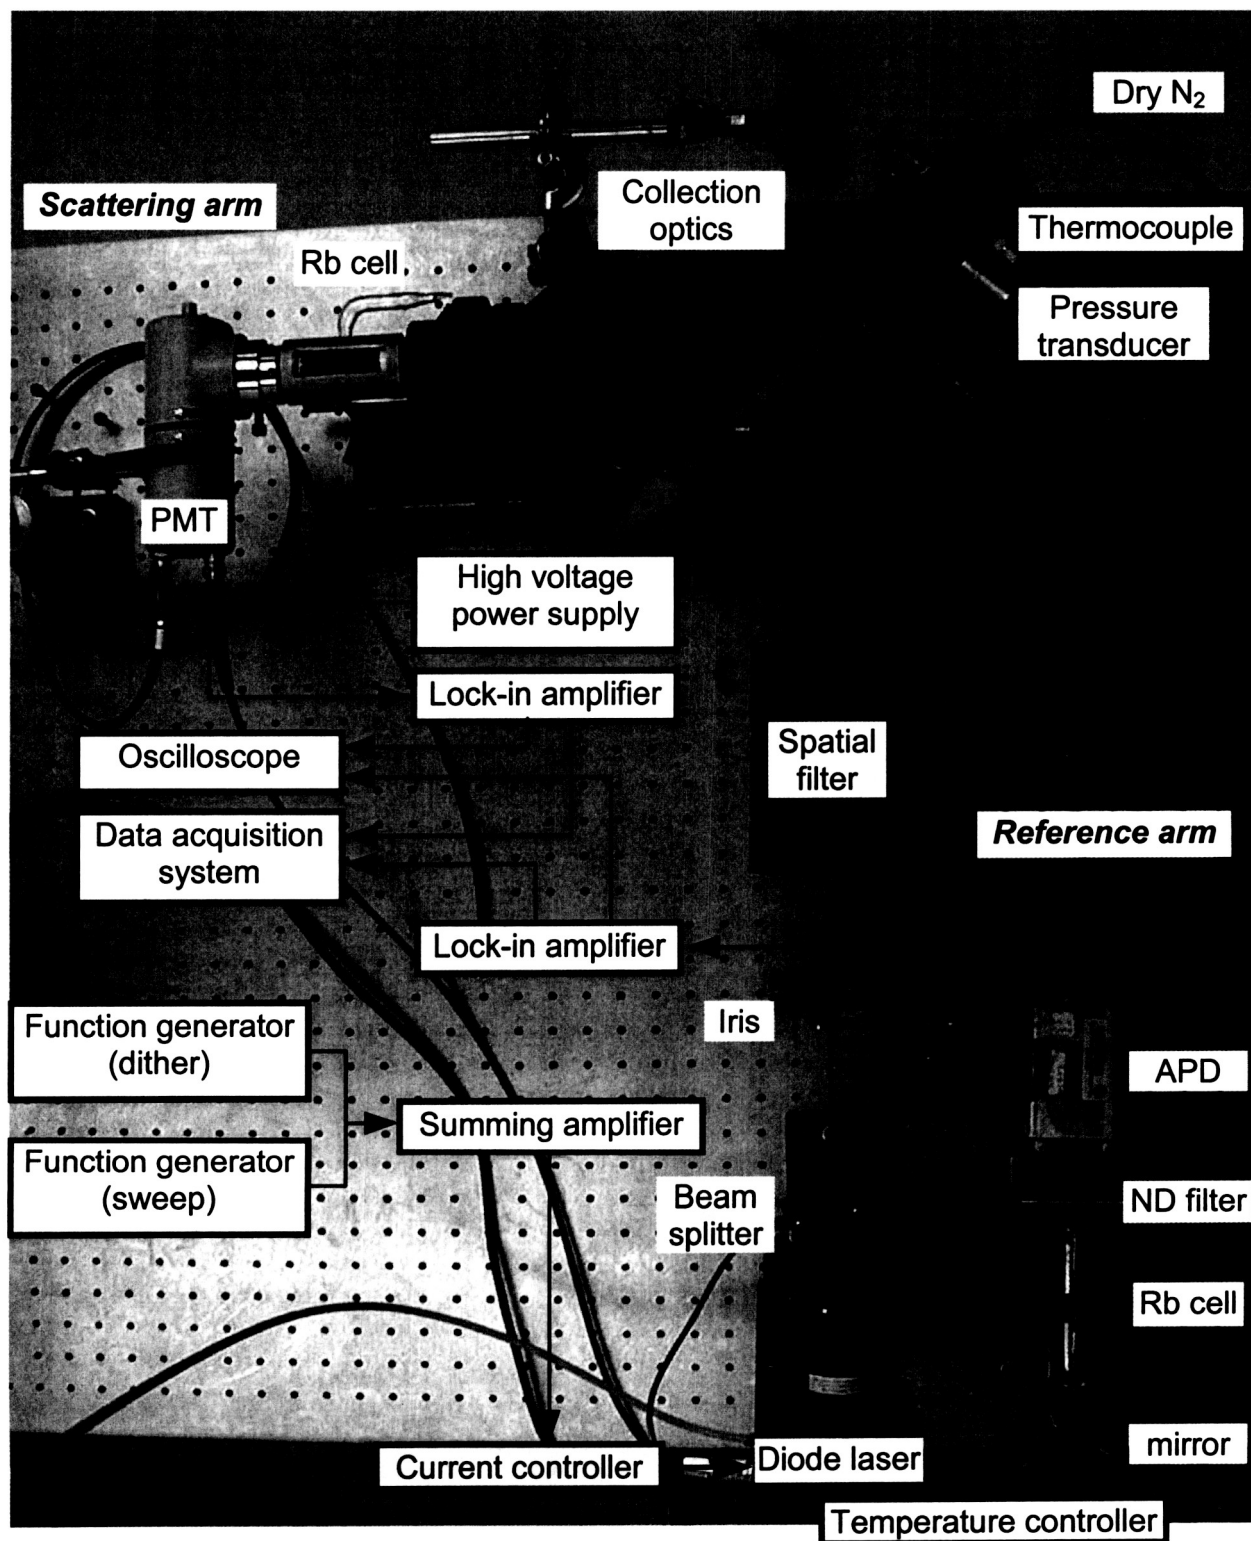 Dry N₂
Scattering arm
Collection
optics
Thermocouple
Rb cell
Pressure
transducer
PMT
High voltage
power supply
Lock-in amplifier
Oscilloscope
Spatial
filter
Data acquisition
system
Reference arm
Lock-in amplifier
Iris
Function generator
(dither)
APD
Summing amplifier
Function generator
(sweep)
Beam
splitter
ND filter
Rb cell
mirror
Current controller
Diode laser
Temperature controller